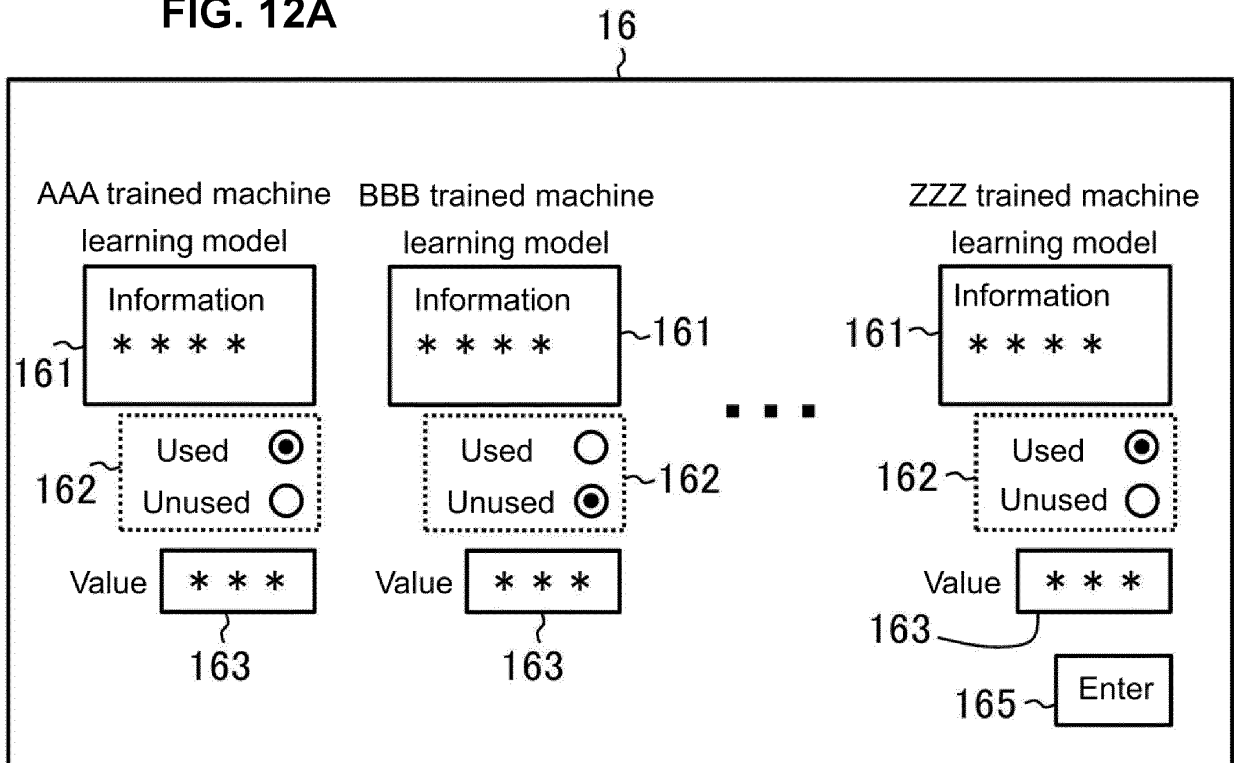 FIG. 12A
16
AAA trained machine learning model
BBB trained machine learning model
ZZZ trained machine learning model
Information
* * * *
161
Information
* * * *
161
161
Information
* * * *
Used
Unused
162
Used
Unused
162
162
Used
Unused
Value * * *
163
Value * * *
163
Value * * *
163
165
Enter